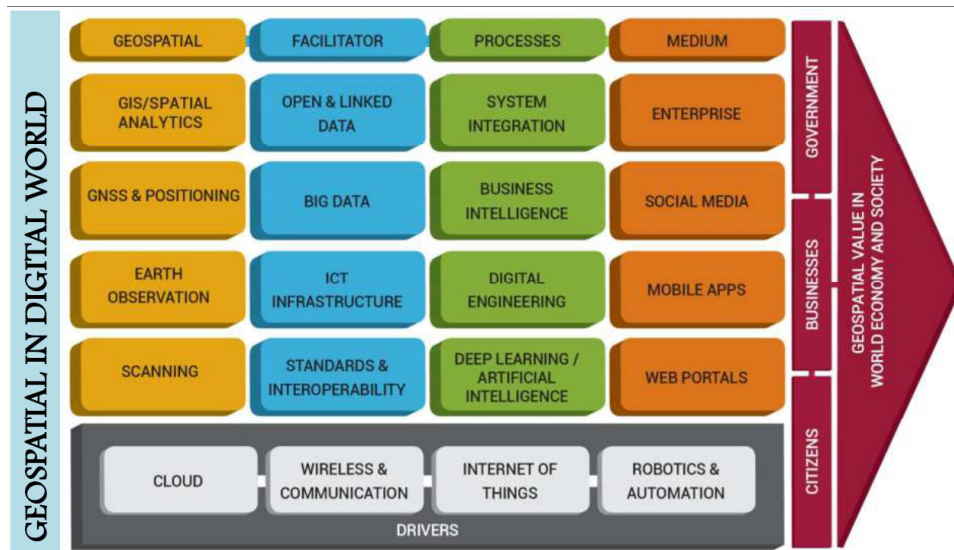 GEOSPATIAL IN DIGITAL WORLD
GEOSPATIAL
FACILITATOR
PROCESSES
MEDIUM
GIS/SPATIAL
ANALYTICS
OPEN & LINKED
DATA
SYSTEM
INTEGRATION
ENTERPRISE
GNSS & POSITIONING
BIG DATA
BUSINESS
INTELLIGENCE
SOCIAL MEDIA
EARTH
OBSERVATION
ICT
INFRASTRUCTURE
DIGITAL
ENGINEERING
MOBILE APPS
SCANNING
STANDARDS &
INTEROPERABILITY
DEEP LEARNING /
ARTIFICIAL
INTELLIGENCE
WEB PORTALS
CLOUD
WIRELESS &
COMMUNICATION
INTERNET OF
THINGS
ROBOTICS &
AUTOMATION
DRIVERS
GOVERNMENT
BUSINESSES
CITIZENS
GEOSPATIAL VALUE IN
WORLD ECONOMY AND SOCIETY